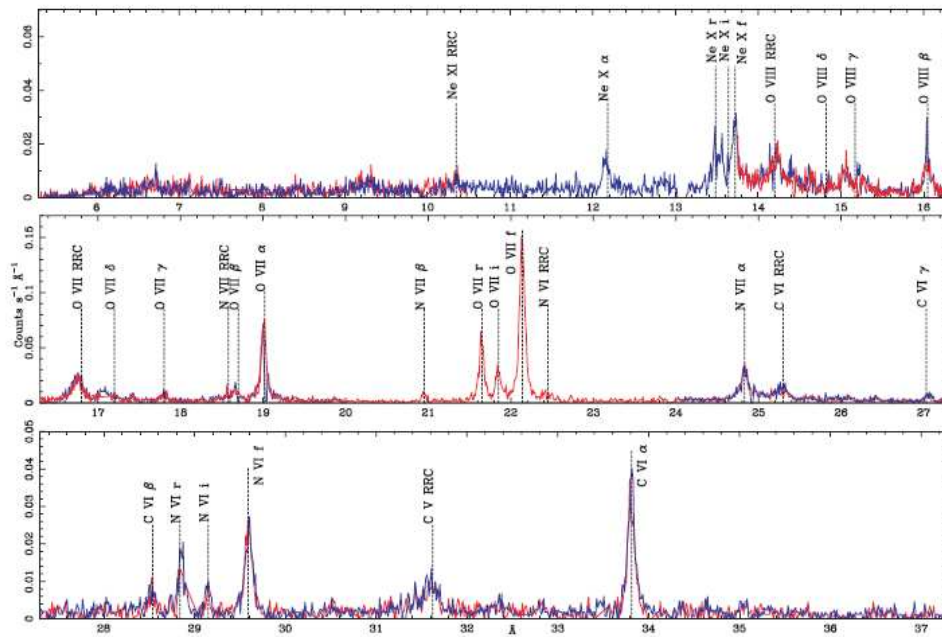 0.06
0.04
0.02
0
Ne XI RRC
Ne X α
Ne X r
Ne X i
Ne X f
O VIII RRC
O VIII δ
O VIII γ
O VIII β
6 7 8 9 10 11 12 13 14 15 16
Counts s⁻¹ Å⁻¹
0.15
0.1
0.05
0
O VII RRC
O VII δ
O VII γ
N VII RRC
O VII β
O VII α
N VII β
O VII r
O VII i
O VII f
N VI RRC
N VII α
C VI RRC
C VI γ
17 18 19 20 21 22 23 24 25 26 27
0.05
0.04
0.03
0.02
0.01
0
C VI β
N VI r
N VI i
N VI f
C V RRC
C VI α
28 29 30 31 32 Å 33 34 35 36 37